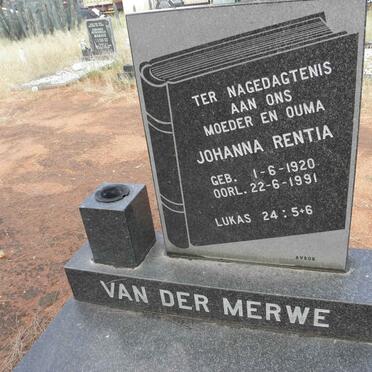 TER NAGEDAGTENIS
AAN ONS
MOEDER EN OUMA
JOHANNA RENTIA
GEB. 1-6-1920
OORL. 22-6-1991
LUKAS 24:5+6
VAN DER MERWE